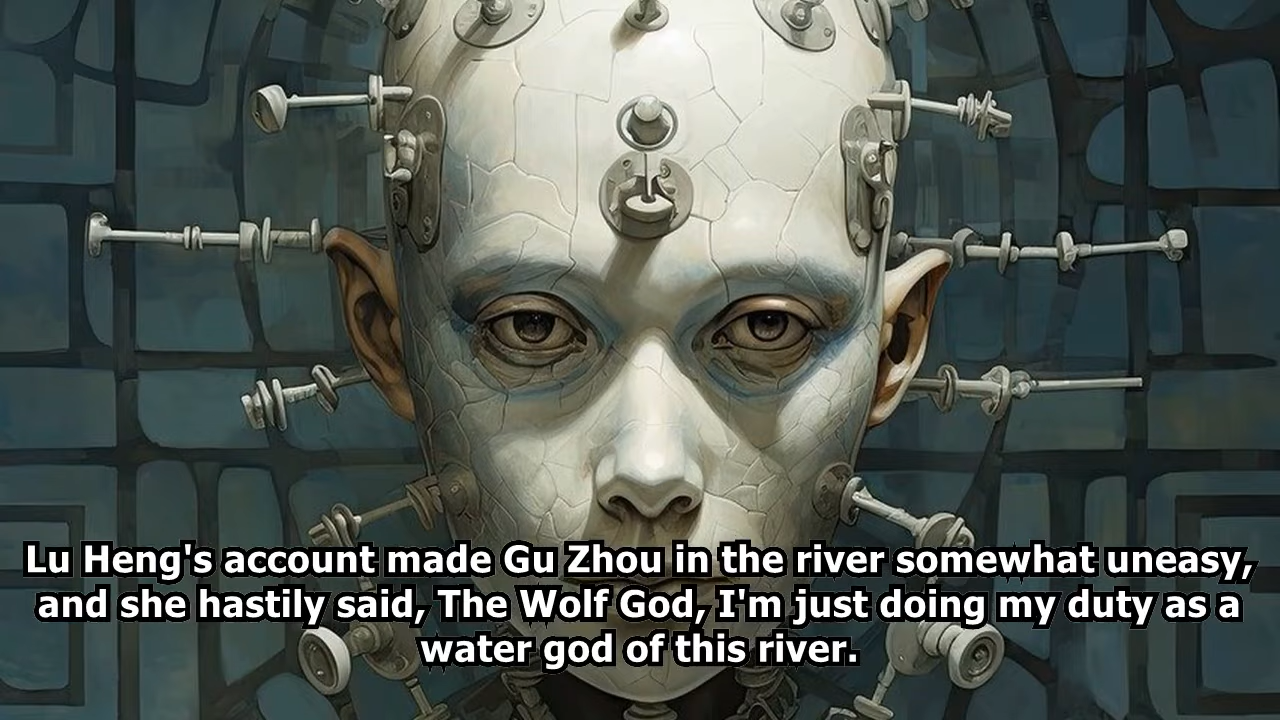 Lu Heng's account made Gu Zhou in the river somewhat uneasy,
and she hastily said, The Wolf God, I'm just doing my duty as a
water god of this river.